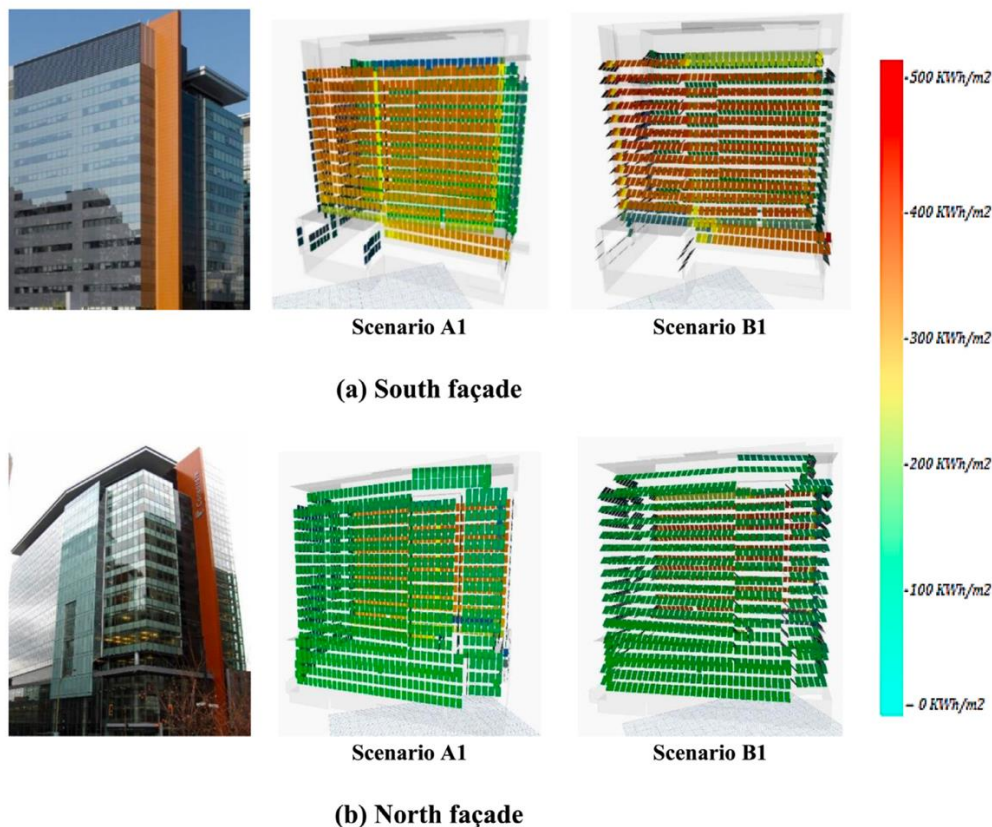 Scenario A1
Scenario B1
(a) South façade
Scenario A1
Scenario B1
(b) North façade
500 KWh/m2
400 KWh/m2
300 KWh/m2
200 KWh/m2
100 KWh/m2
0 KWh/m2